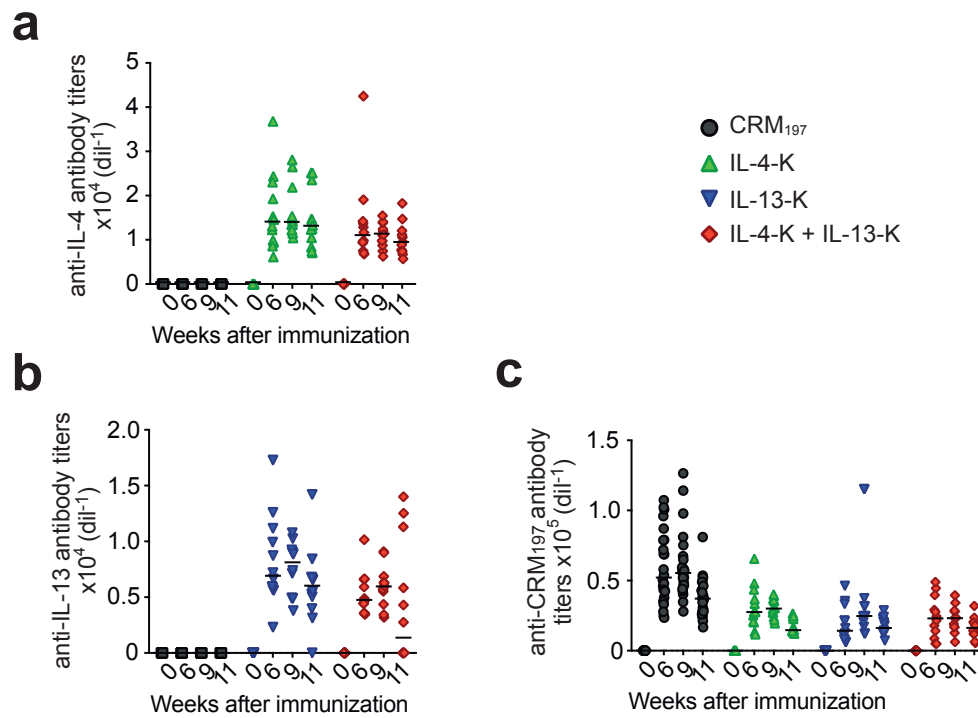 a
anti-IL-4 antibody titers
x10⁴ (dil⁻¹)
5
4
3
2
1
0
0 6 9 11 0 6 9 11 0 6 9 11
Weeks after immunization
CRM₁₉₇
IL-4-K
IL-13-K
IL-4-K + IL-13-K
b
anti-IL-13 antibody titers
x10⁴ (dil⁻¹)
2.0
1.5
1.0
0.5
0
0 6 9 11 0 6 9 11 0 6 9 11
Weeks after immunization
c
anti-CRM₁₉₇ antibody
titers x10⁵ (dil⁻¹)
1.5
1.0
0.5
0
0 6 9 11 0 6 9 11 0 6 9 11 0 6 9 11
Weeks after immunization